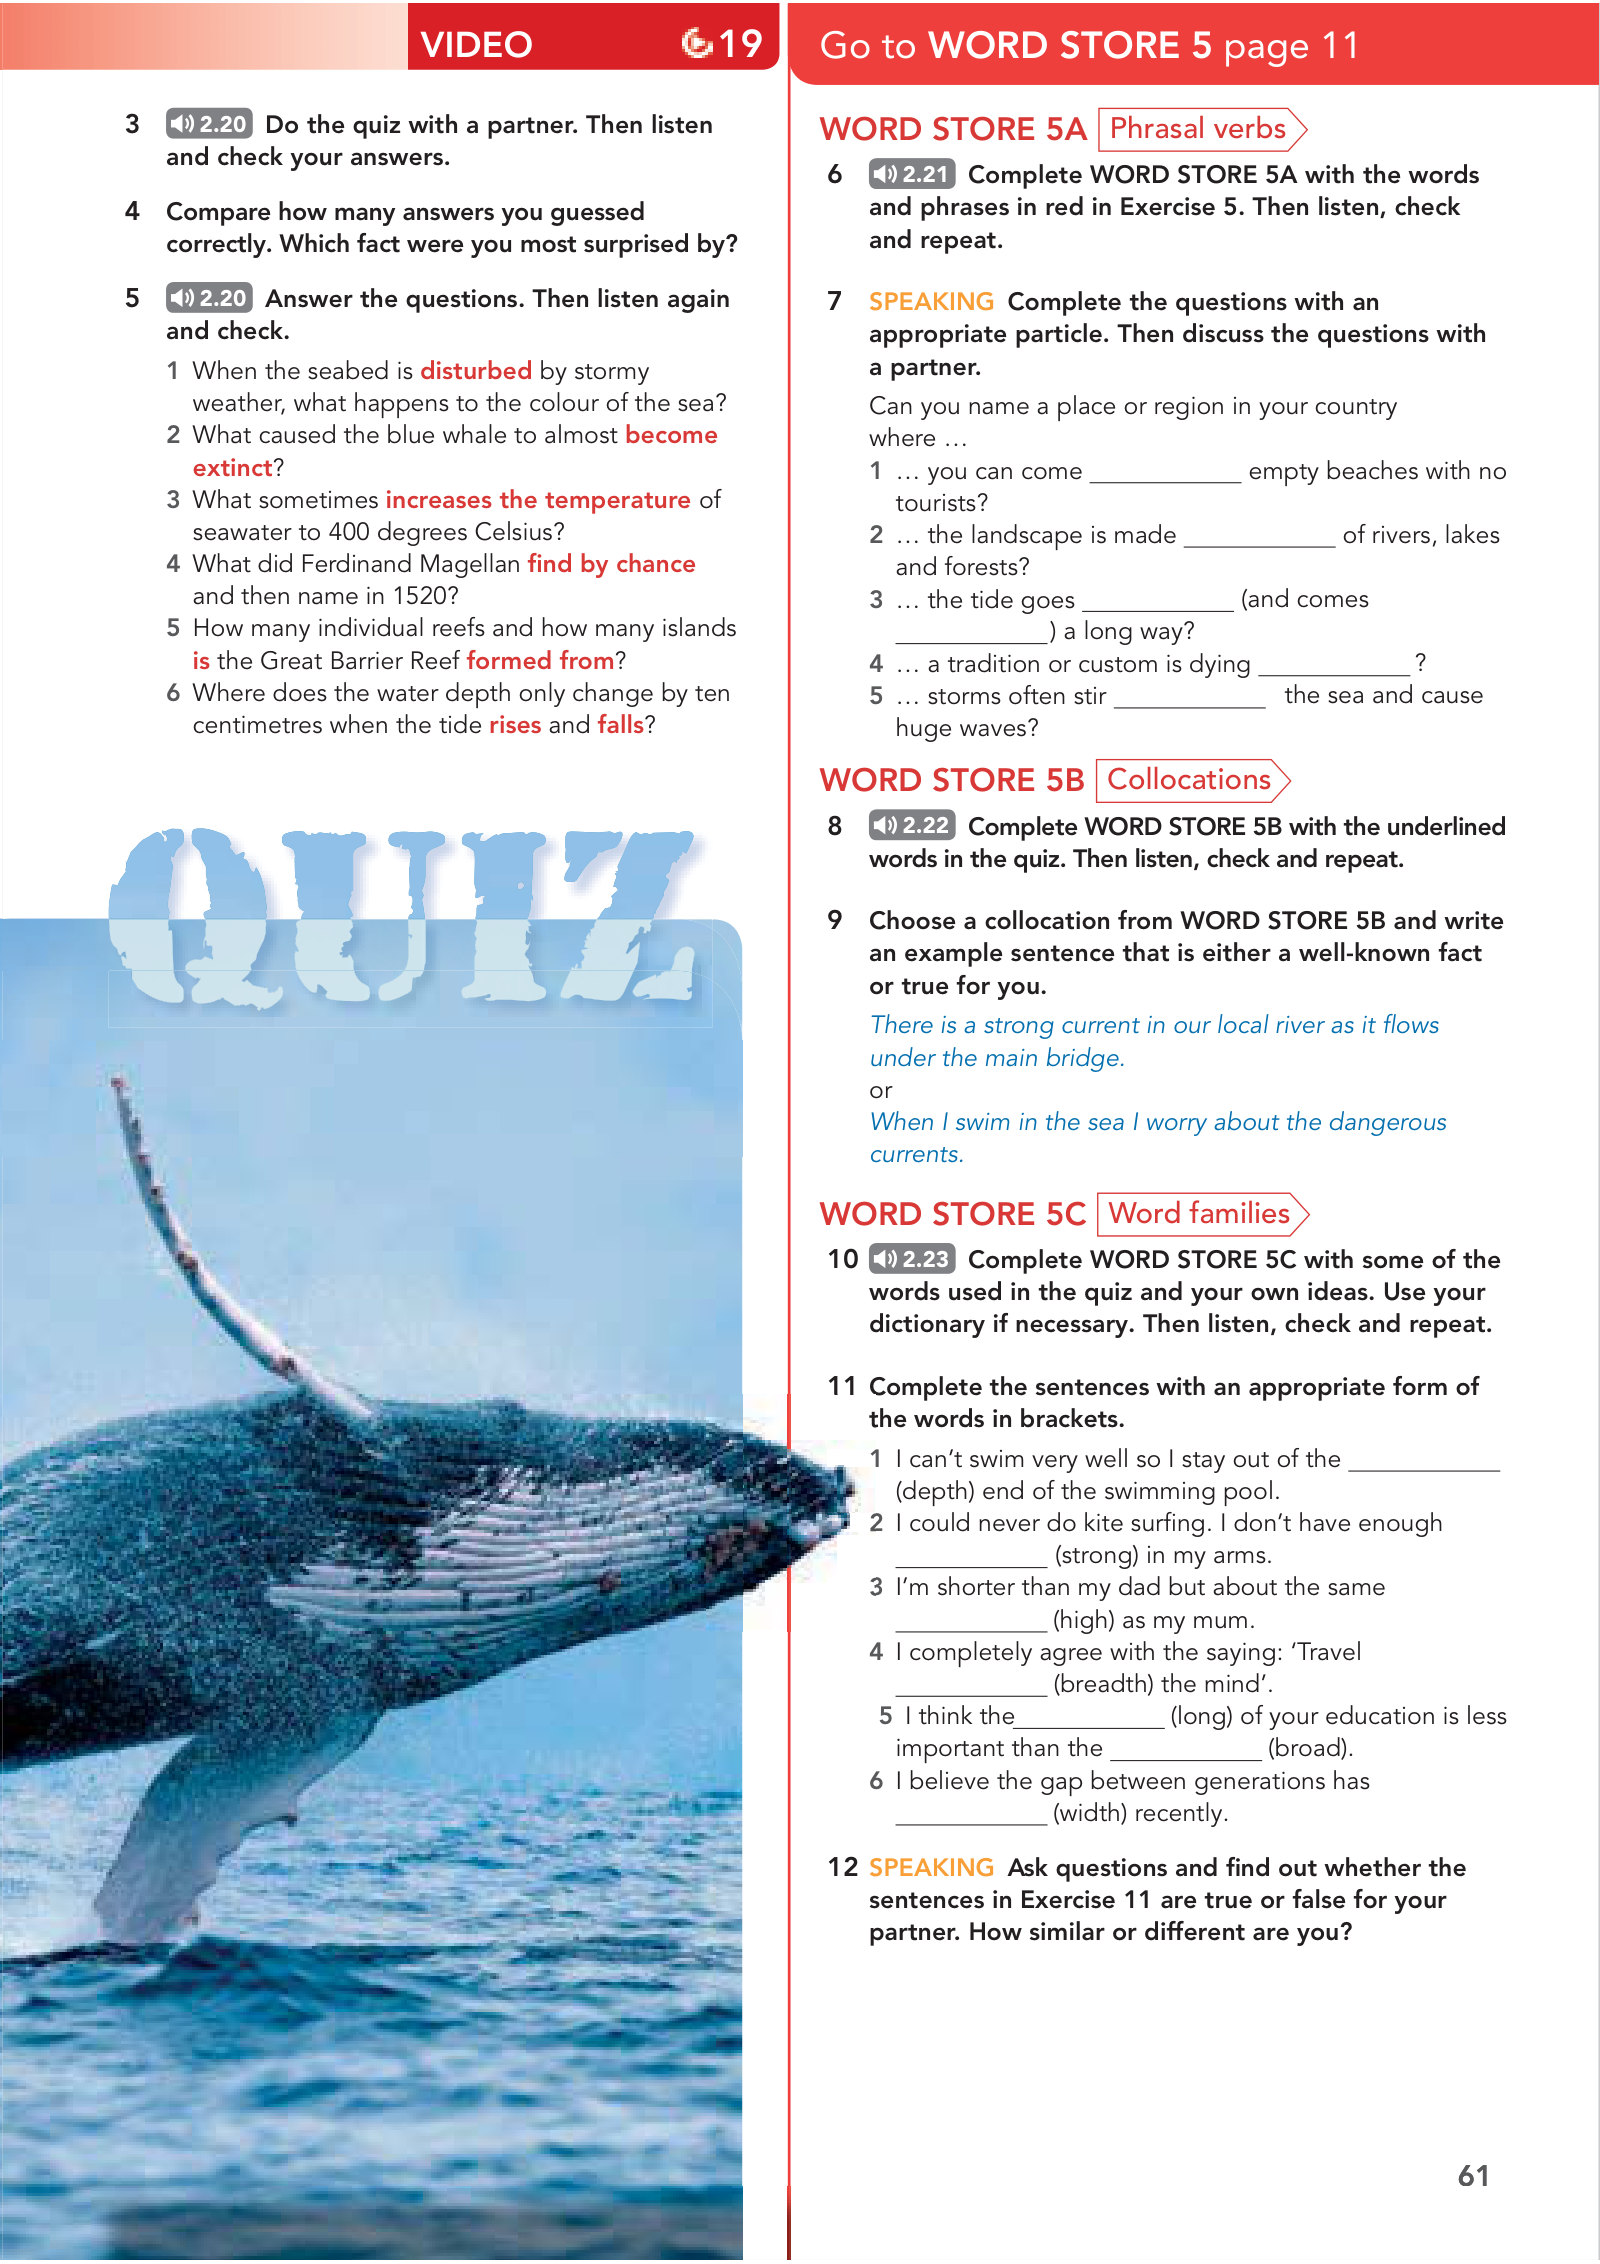 VIDEO 19
3 2.20 Do the quiz with a partner. Then listen
and check your answers.
4 Compare how many answers you guessed
correctly. Which fact were you most surprised by?
5 2.20 Answer the questions. Then listen again
and check.
1 When the seabed is disturbed by stormy
weather, what happens to the colour of the sea?
2 What caused the blue whale to almost become
extinct?
3 What sometimes increases the temperature of
seawater to 400 degrees Celsius?
4 What did Ferdinand Magellan find by chance
and then name in 1520?
5 How many individual reefs and how many islands
is the Great Barrier Reef formed from?
6 Where does the water depth only change by ten
centimetres when the tide rises and falls?
QUIZ
Go to WORD STORE 5 page 11
WORD STORE 5A Phrasal verbs
6 2.21 Complete WORD STORE 5A with the words
and phrases in red in Exercise 5. Then listen, check
and repeat.
7 SPEAKING Complete the questions with an
appropriate particle. Then discuss the questions with
a partner.
Can you name a place or region in your country
where …
1 … you can come ____________ empty beaches with no
tourists?
2 … the landscape is made ____________ of rivers, lakes
and forests?
3 … the tide goes ____________ (and comes
____________) a long way?
4 … a tradition or custom is dying ____________ ?
5 … storms often stir ____________ the sea and cause
huge waves?
WORD STORE 5B Collocations
8 2.22 Complete WORD STORE 5B with the underlined
words in the quiz. Then listen, check and repeat.
9 Choose a collocation from WORD STORE 5B and write
an example sentence that is either a well-known fact
or true for you.
There is a strong current in our local river as it flows
under the main bridge.
or
When I swim in the sea I worry about the dangerous
currents.
WORD STORE 5C Word families
10 2.23 Complete WORD STORE 5C with some of the
words used in the quiz and your own ideas. Use your
dictionary if necessary. Then listen, check and repeat.
11 Complete the sentences with an appropriate form of
the words in brackets.
1 I can't swim very well so I stay out of the ____________
(depth) end of the swimming pool.
2 I could never do kite surfing. I don't have enough
____________ (strong) in my arms.
3 I'm shorter than my dad but about the same
____________ (high) as my mum.
4 I completely agree with the saying: 'Travel
____________ (breadth) the mind'.
5 I think the____________ (long) of your education is less
important than the ____________ (broad).
6 I believe the gap between generations has
____________ (width) recently.
12 SPEAKING Ask questions and find out whether the
sentences in Exercise 11 are true or false for your
partner. How similar or different are you?
61